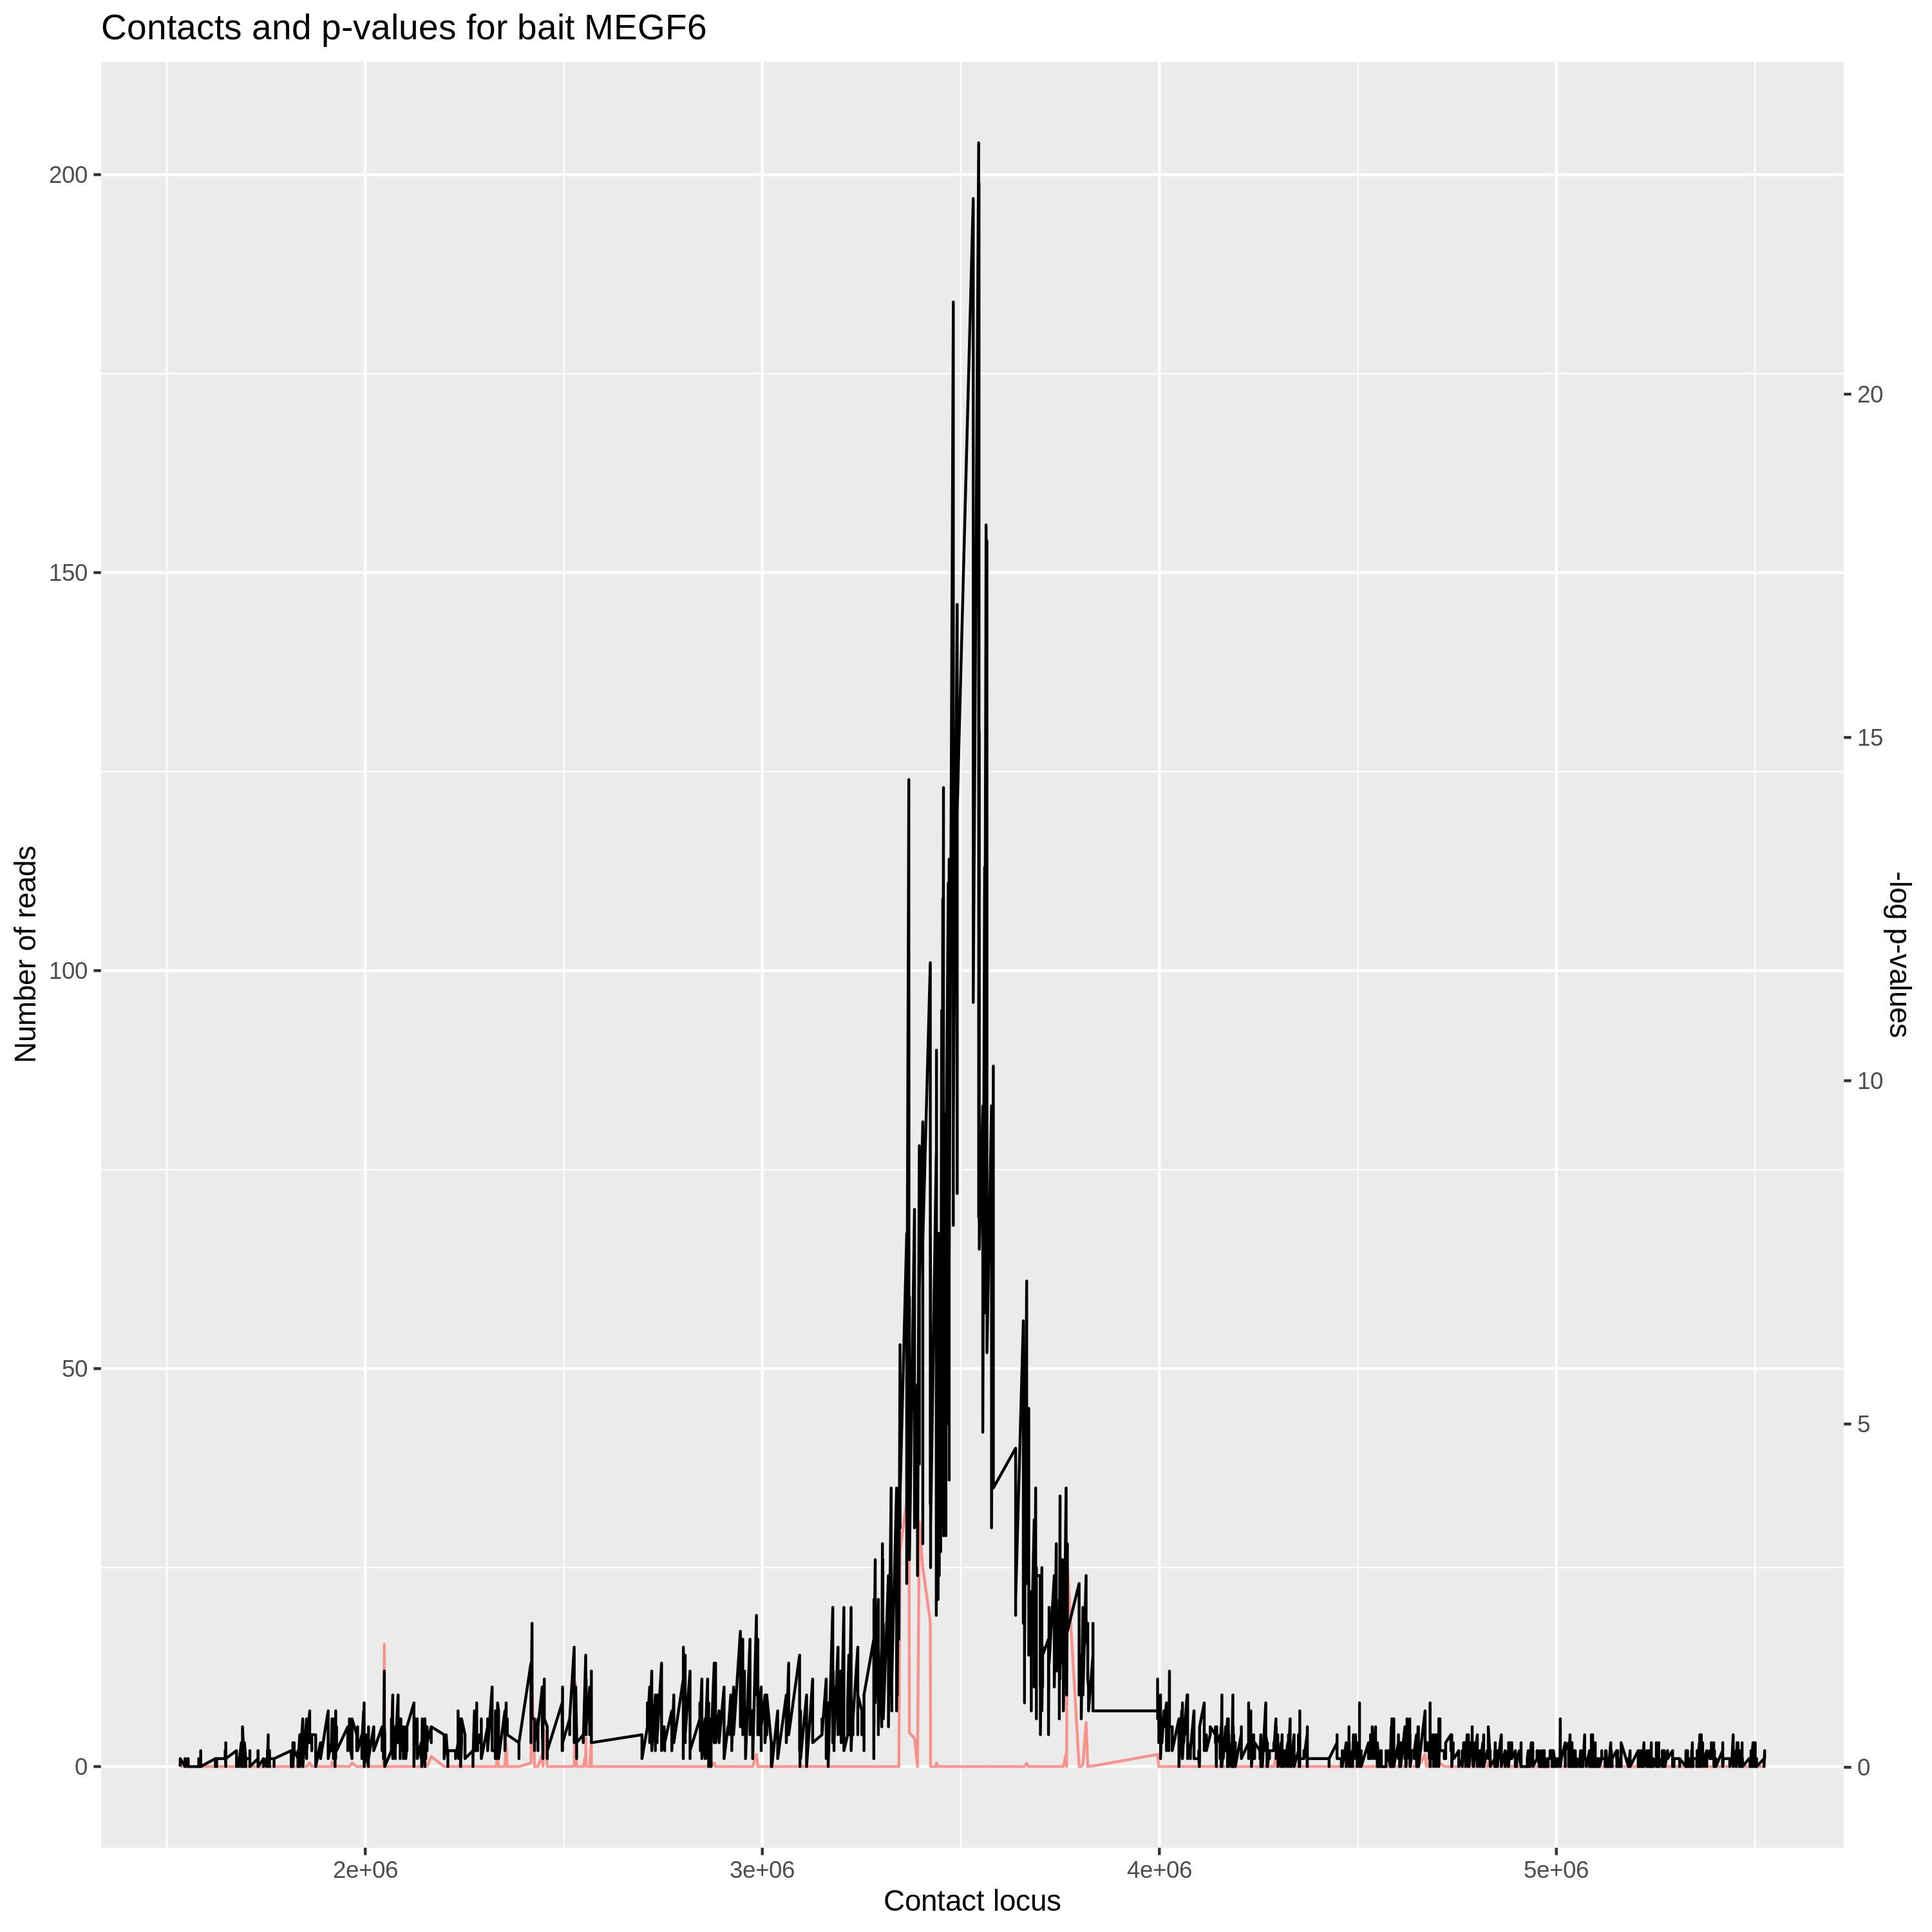 Contacts and p-values for bait MEGF6
200
150
100
50
0
Number of reads
20
15
10
5
0
-log p-values
2e+06
3e+06
4e+06
5e+06
Contact locus